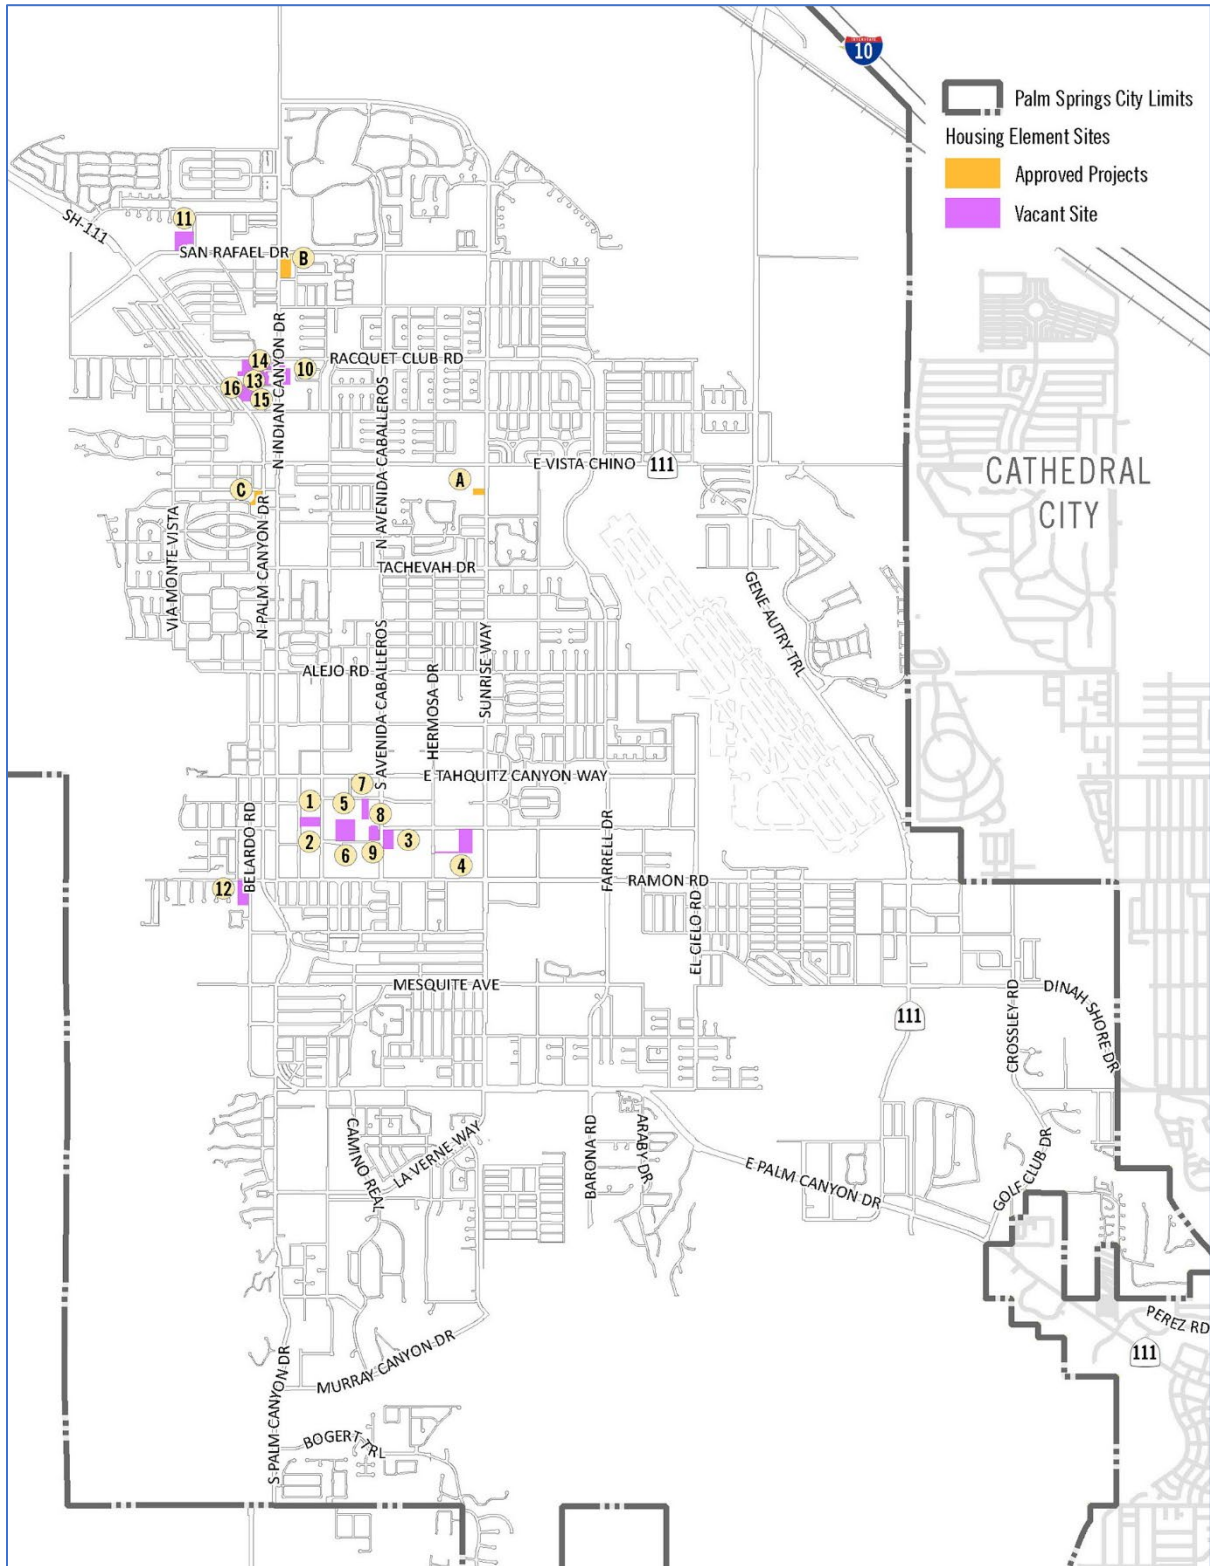 INTERSTATE
10
Palm Springs City Limits
Housing Element Sites
Approved Projects
Vacant Site
SH-111
11
SAN RAFAEL DR
B
N INDIAN CANYON DR
14
RACQUET CLUB RD
10
13
16
15
N AVENIDA CABALLEROS
E VISTA CHINO
111
A
C
CATHEDRAL
CITY
VIA MONTE VISTA
N PALM CANYON DR
TACHEVAH DR
GENE AUTRY TRL
ALEJO RD
S AVENIDA CABALLEROS
HERMOSA DR
SUNRISE WAY
E TAHQUITZ CANYON WAY
7
1
5
8
2
6
9
3
4
BELARDO RD
FARRELL DR
12
RAMON RD
EL CIELO RD
MESQUITE AVE
111
CROSSLEY RD
DINAH SHORE DR
CAMINO REAL
LA VERNE WAY
BARONA RD
ARABY DR
E PALM CANYON DR
GOLF CLUB DR
PEREZ RD
111
S PALM CANYON DR
MURRAY CANYON DR
BOGERT TRL